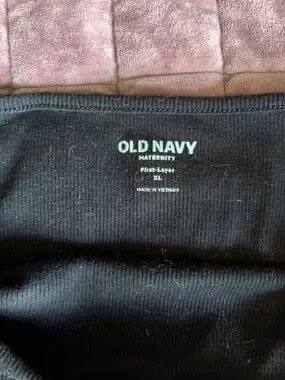 OLD NAVY
MATERNITY
First-Layer
XL
MADE IN VIETNAM